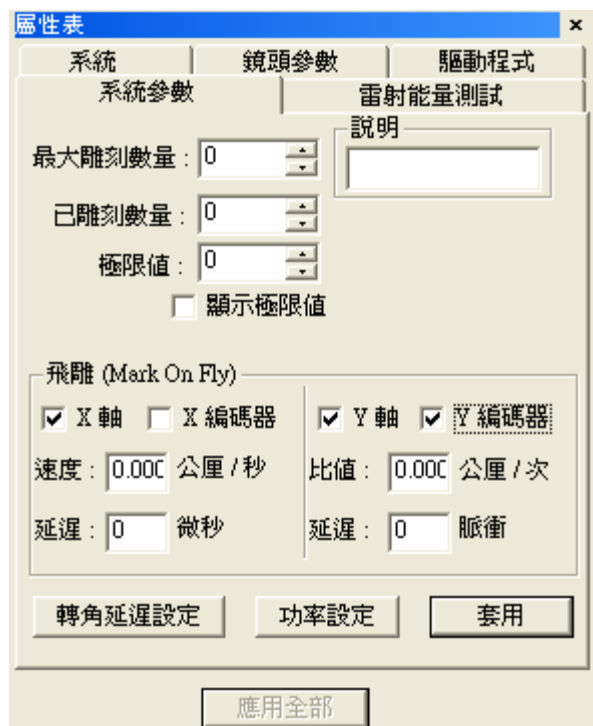 屬性表
系統 鏡頭參數 驅動程式
系統參數 雷射能量測試
說明
最大雕刻數量 : 0
已雕刻數量 : 0
極限值 : 0
顯示極限值
飛雕 (Mark On Fly)
X 軸 X 編碼器 Y 軸 Y 編碼器
速度 : 0.000 公厘 / 秒 比值 : 0.000 公厘 / 次
延遲 : 0 微秒 延遲 : 0 脈衝
轉角延遲設定 功率設定 套用
應用全部